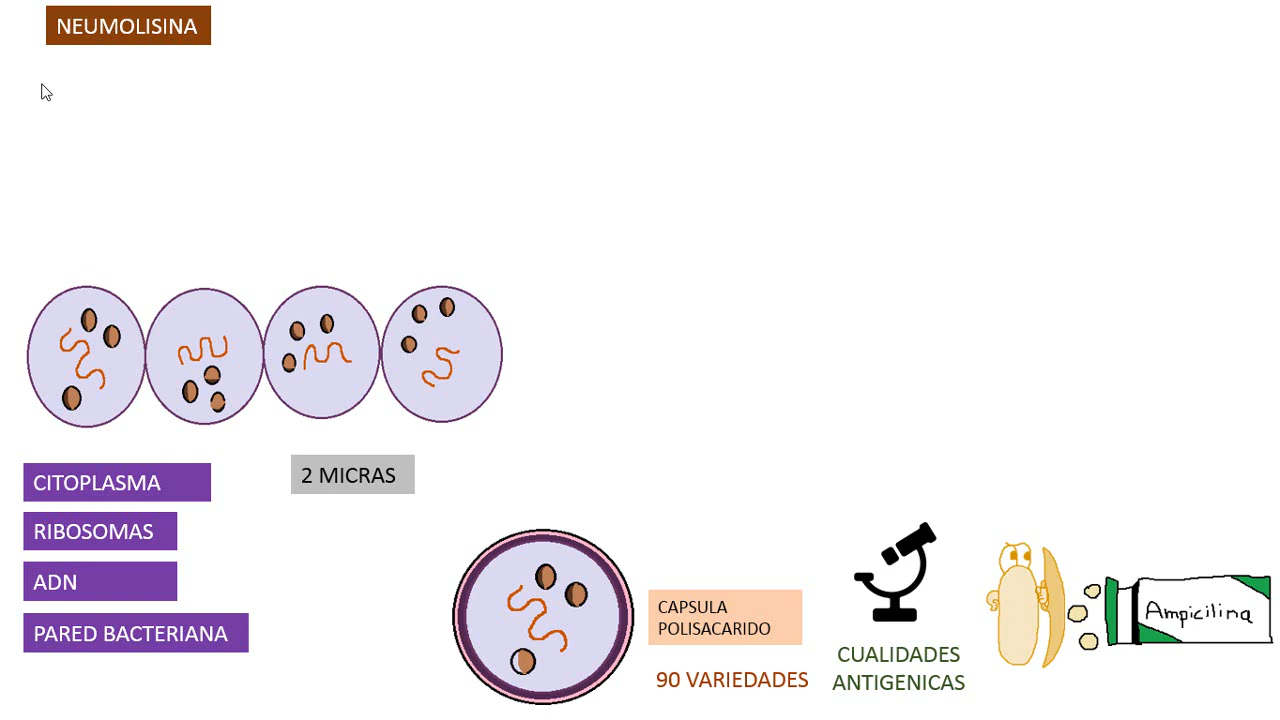 NEUMOLISINA
CITOPLASMA
2 MICRAS
RIBOSOMAS
ADN
PARED BACTERIANA
CAPSULA
POLISACARIDO
90 VARIEDADES
CUALIDADES
ANTIGENICAS
Ampicilina